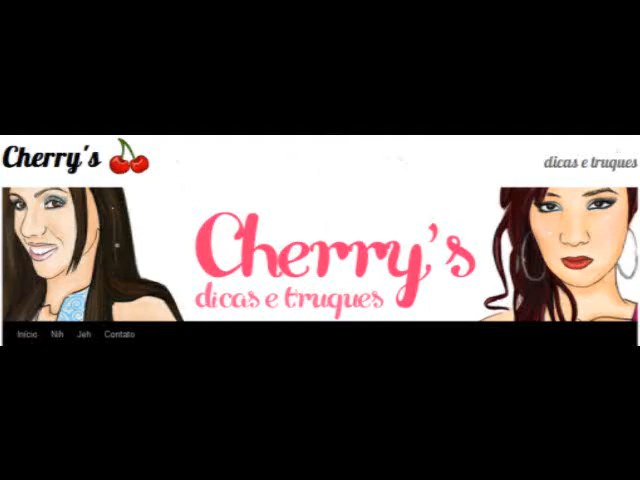 Cherry's
dicas e truques
Cherry's
dicas e truques
Início Nih Jeh Contato